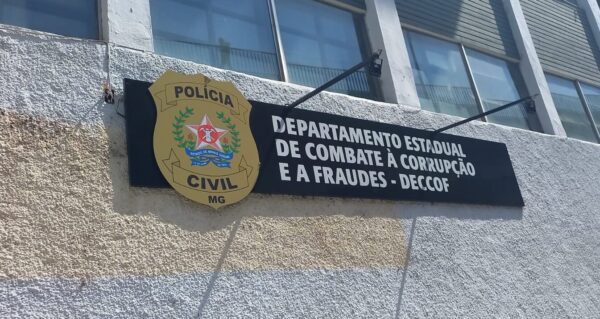 POLÍCIA
CIVIL
MG
DEPARTAMENTO ESTADUAL
DE COMBATE À CORRUPÇÃO
E A FRAUDES - DECCOF